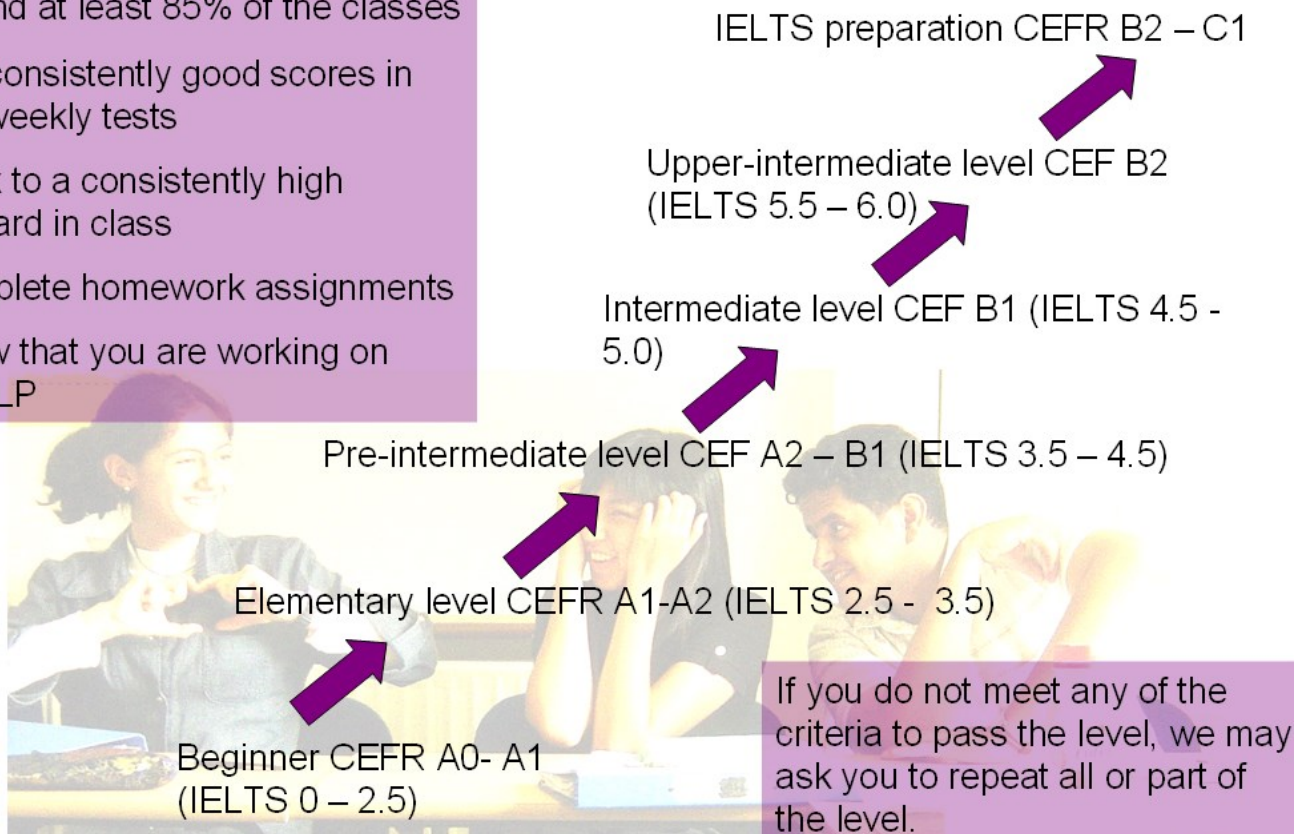 at least 85% of the classes
consistently good scores in
weekly tests
to a consistently high
in class
homework assignments
that you are working on
IELTS preparation CEFR B2 – C1
Upper-intermediate level CEF B2
(IELTS 5.5 – 6.0)
Intermediate level CEF B1 (IELTS 4.5 -
5.0)
Pre-intermediate level CEF A2 – B1 (IELTS 3.5 – 4.5)
Elementary level CEFR A1-A2 (IELTS 2.5 - 3.5)
Beginner CEFR A0- A1
(IELTS 0 – 2.5)
If you do not meet any of the
criteria to pass the level, we may
ask you to repeat all or part of
the level.